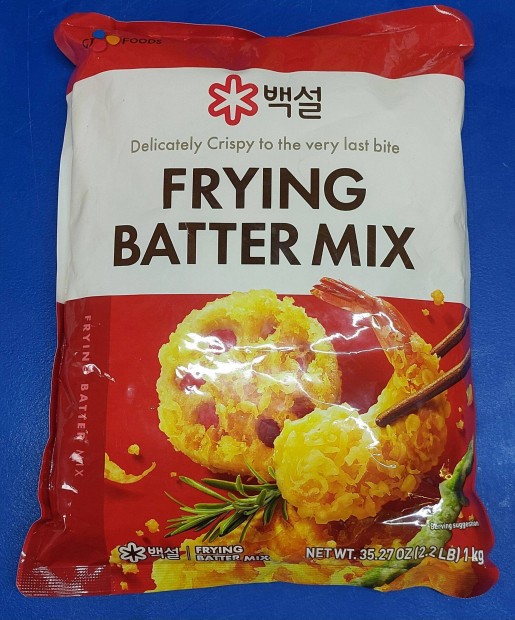 CJ FOODS
백설
Delicately Crispy to the very last bite
FRYING
BATTER MIX
FRYING BATTER MIX
Serving suggestion
백설 | FRYING
BATTER MIX
NET WT. 35.27 OZ (2.2 LB) 1 kg